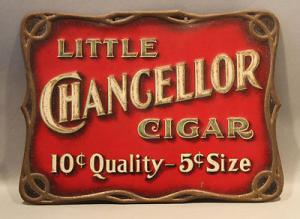 LITTLE
CHANCELLOR
CIGAR
10¢ Quality-5¢ Size